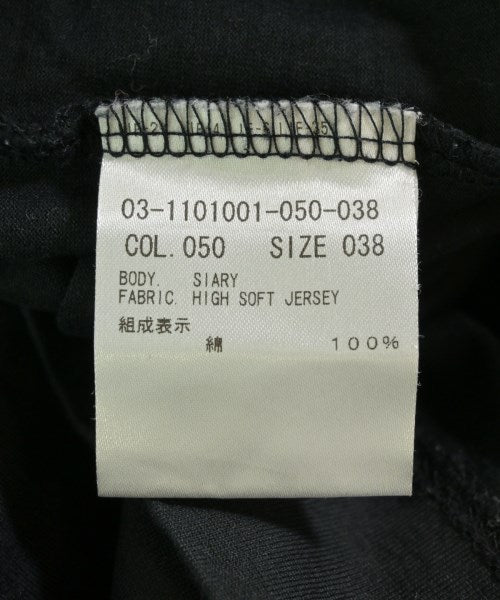 03-1101001-050-038
COL. 050 SIZE 038
BODY. SIARY
FABRIC. HIGH SOFT JERSEY
組成表示
綿 100%